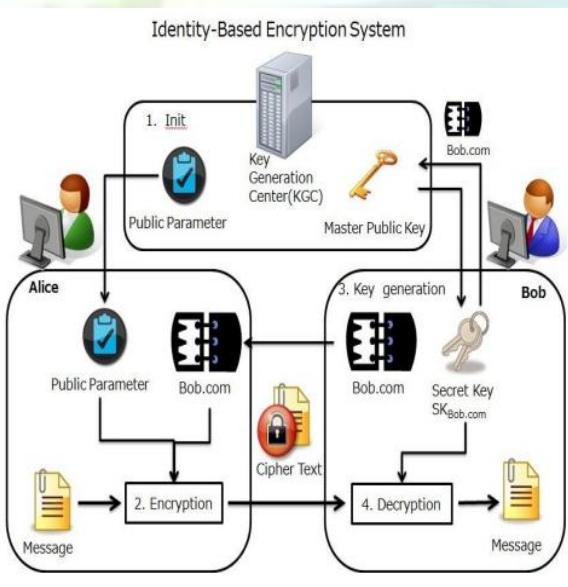 Identity-Based Encryption System
1. Init
Key
Generation
Center(KGC)
Public Parameter
Master Public Key
Bob.com
Alice
Public Parameter
Bob.com
3. Key generation
Bob
Bob.com
Secret Key
SKBob.com
Cipher Text
2. Encryption
4. Decryption
Message
Message